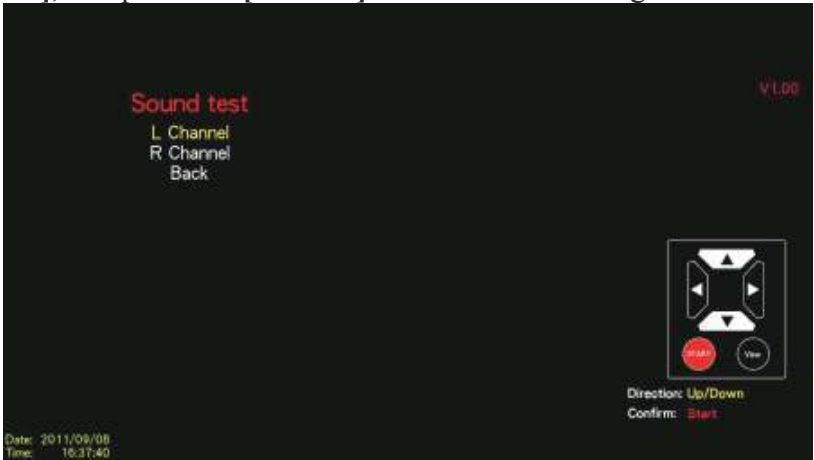 Sound test
V1.00
L Channel
R Channel
Back
START
View
Direction: Up/Down
Confirm: Start
Date: 2011/09/08
Time: 16:37:40